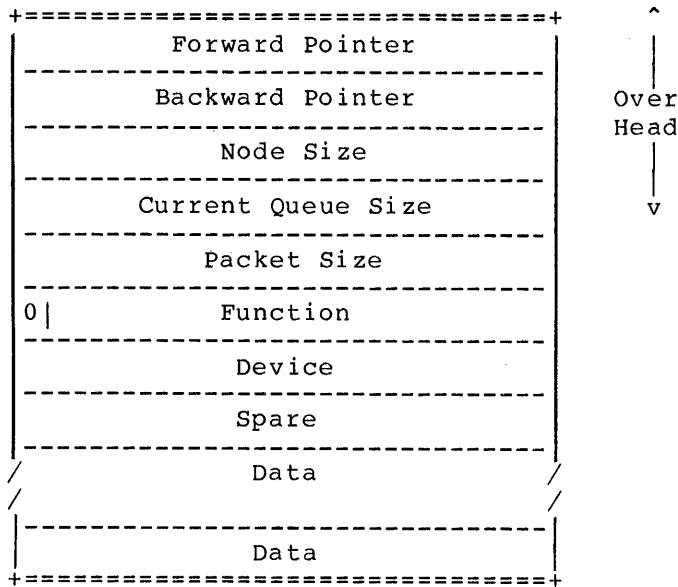 +==============================+ ^
Forward Pointer |
------------------------------
Backward Pointer Over
------------------------------ Head
Node Size |
------------------------------
Current Queue Size v
------------------------------
Packet Size
------------------------------
0| Function
------------------------------
Device
------------------------------
Spare
------------------------------
/ Data /
/ /
------------------------------
| Data |
+==============================+